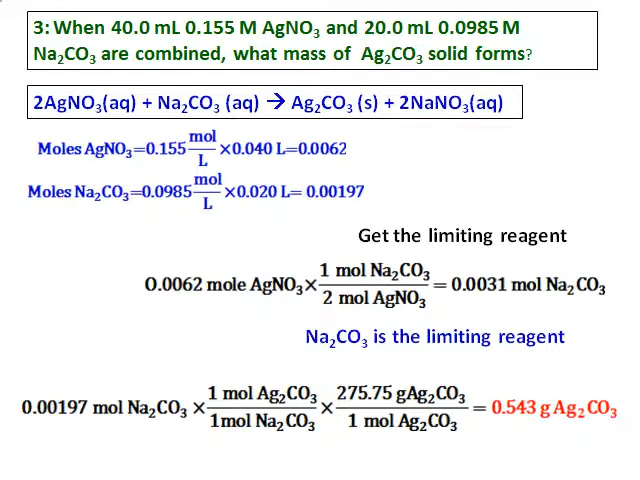 3: When 40.0 mL 0.155 M AgNO₃ and 20.0 mL 0.0985 M
Na₂CO₃ are combined, what mass of Ag₂CO₃ solid forms?
2AgNO₃(aq) + Na₂CO₃ (aq) → Ag₂CO₃ (s) + 2NaNO₃(aq)
Moles AgNO₃=0.155 mol/L ×0.040 L=0.0062
Moles Na₂CO₃=0.0985 mol/L ×0.020 L= 0.00197
Get the limiting reagent
0.0062 mole AgNO₃× 1 mol Na₂CO₃/2 mol AgNO₃ = 0.0031 mol Na₂CO₃
Na₂CO₃ is the limiting reagent
0.00197 mol Na₂CO₃ × 1 mol Ag₂CO₃/1mol Na₂CO₃ × 275.75 gAg₂CO₃/1 mol Ag₂CO₃ = 0.543 g Ag₂CO₃